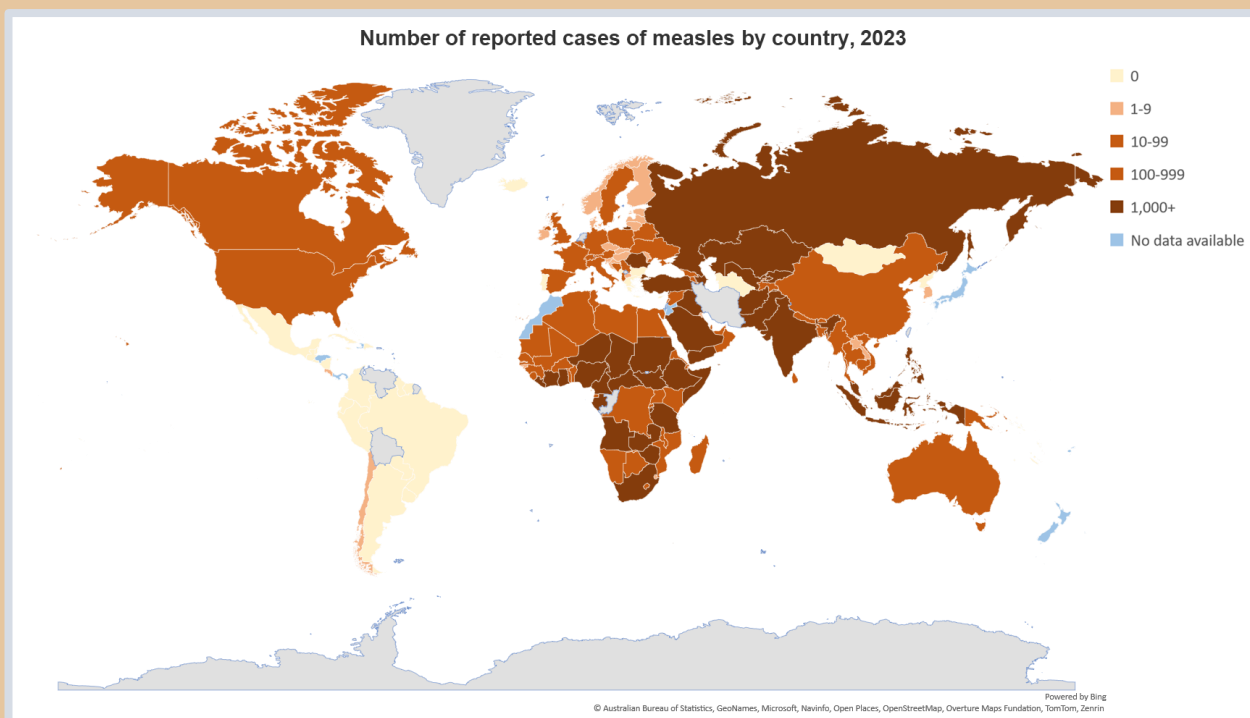 Number of reported cases of measles by country, 2023
0
1-9
10-99
100-999
1,000+
No data available
Powered by Bing
© Australian Bureau of Statistics, GeoNames, Microsoft, Navinfo, Open Places, OpenStreetMap, Overture Maps Fundation, TomTom, Zenrin